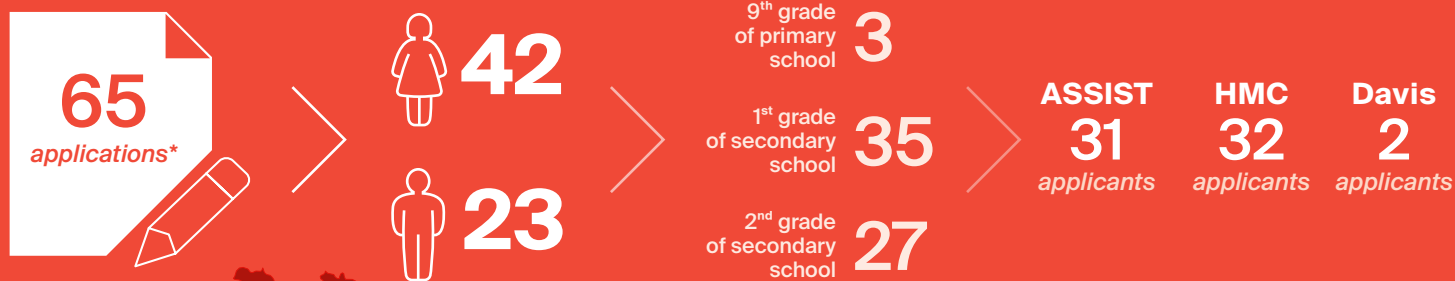 65
applications*
42
23
9th grade
of primary
school
3
1st grade
of secondary
school
35
2nd grade
of secondary
school
27
ASSIST
31
applicants
HMC
32
applicants
Davis
2
applicants